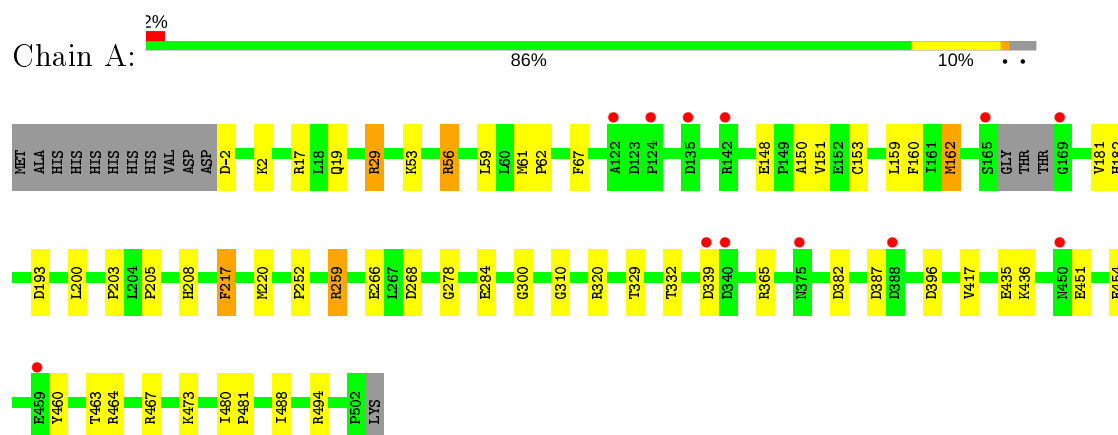 2%
Chain A:
86%
10%
MET ALA HIS HIS HIS HIS HIS HIS VAL ASP ASP D-2 K2 R17 L18 Q19 R29 K53 R56 L59 L60 M61 P62 F67 A122 D123 P124 D135 R142 E148 P149 A150 V151 E152 C153 L159 F160 I161 M162 S165 GLY THR THR G169 V181 H182
D193 L200 P203 L204 P205 H208 F217 M220 P252 R259 E266 L267 D268 G278 E284 G300 G310 R320 T329 T332 D339 D340 R365 N375 D382 D387 D388 D396 V417 E435 K436 N450 E451
E459 Y460 T463 R464 R467 K473 I480 P481 I488 R494 P502 LYS